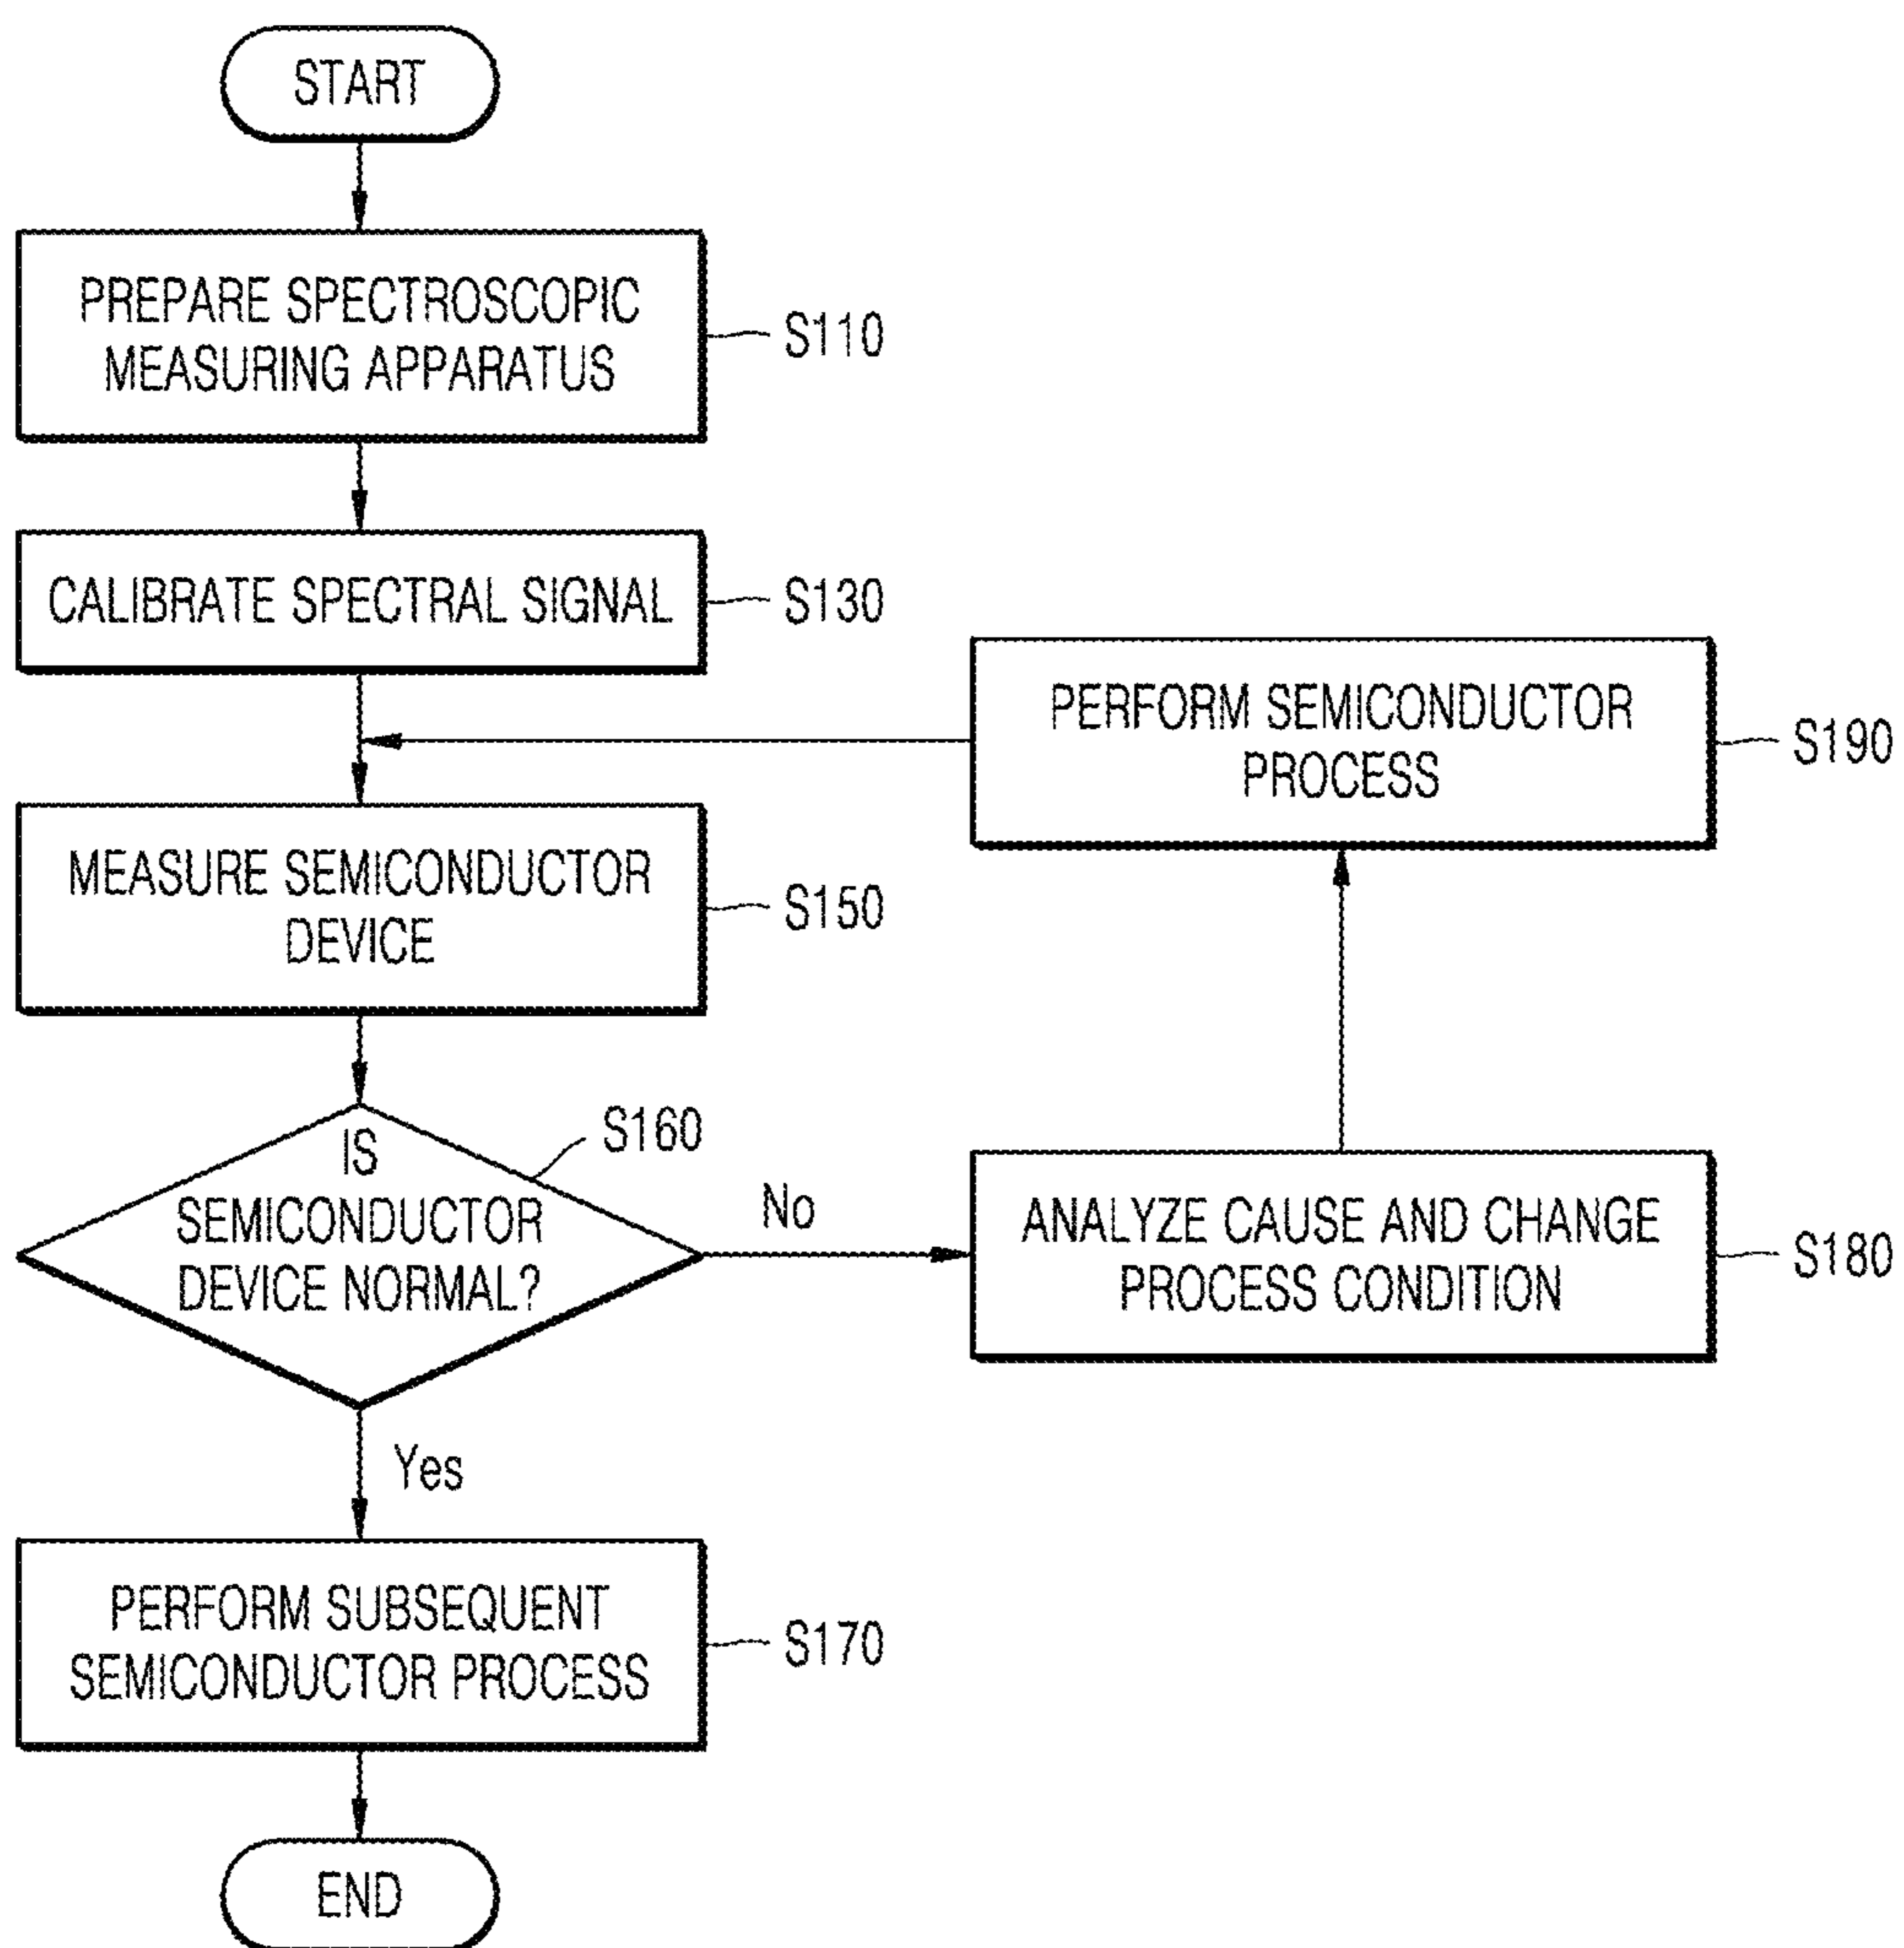 START
PREPARE SPECTROSCOPIC
MEASURING APPARATUS
S110
CALIBRATE SPECTRAL SIGNAL
S130
PERFORM SEMICONDUCTOR
PROCESS
S190
MEASURE SEMICONDUCTOR
DEVICE
S150
S160
IS
SEMICONDUCTOR
DEVICE NORMAL?
No
ANALYZE CAUSE AND CHANGE
PROCESS CONDITION
S180
Yes
PERFORM SUBSEQUENT
SEMICONDUCTOR PROCESS
S170
END